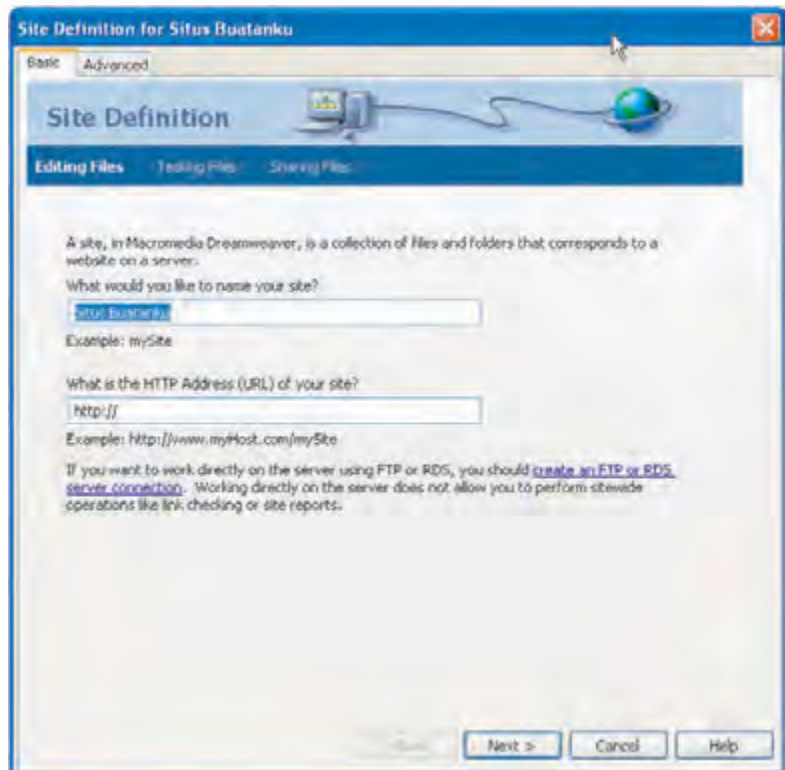 Site Definition for Situs Buatanku
Basic Advanced
Site Definition
Editing Files Testing Files Sharing Files
A site, in Macromedia Dreamweaver, is a collection of files and folders that corresponds to a
website on a server.
What would you like to name your site?
Situs Buatanku
Example: mySite
What is the HTTP Address (URL) of your site?
http://
Example: http://www.myHost.com/mySite
If you want to work directly on the server using FTP or RDS, you should create an FTP or RDS
server connection. Working directly on the server does not allow you to perform sitewide
operations like link checking or site reports.
Next > Cancel Help